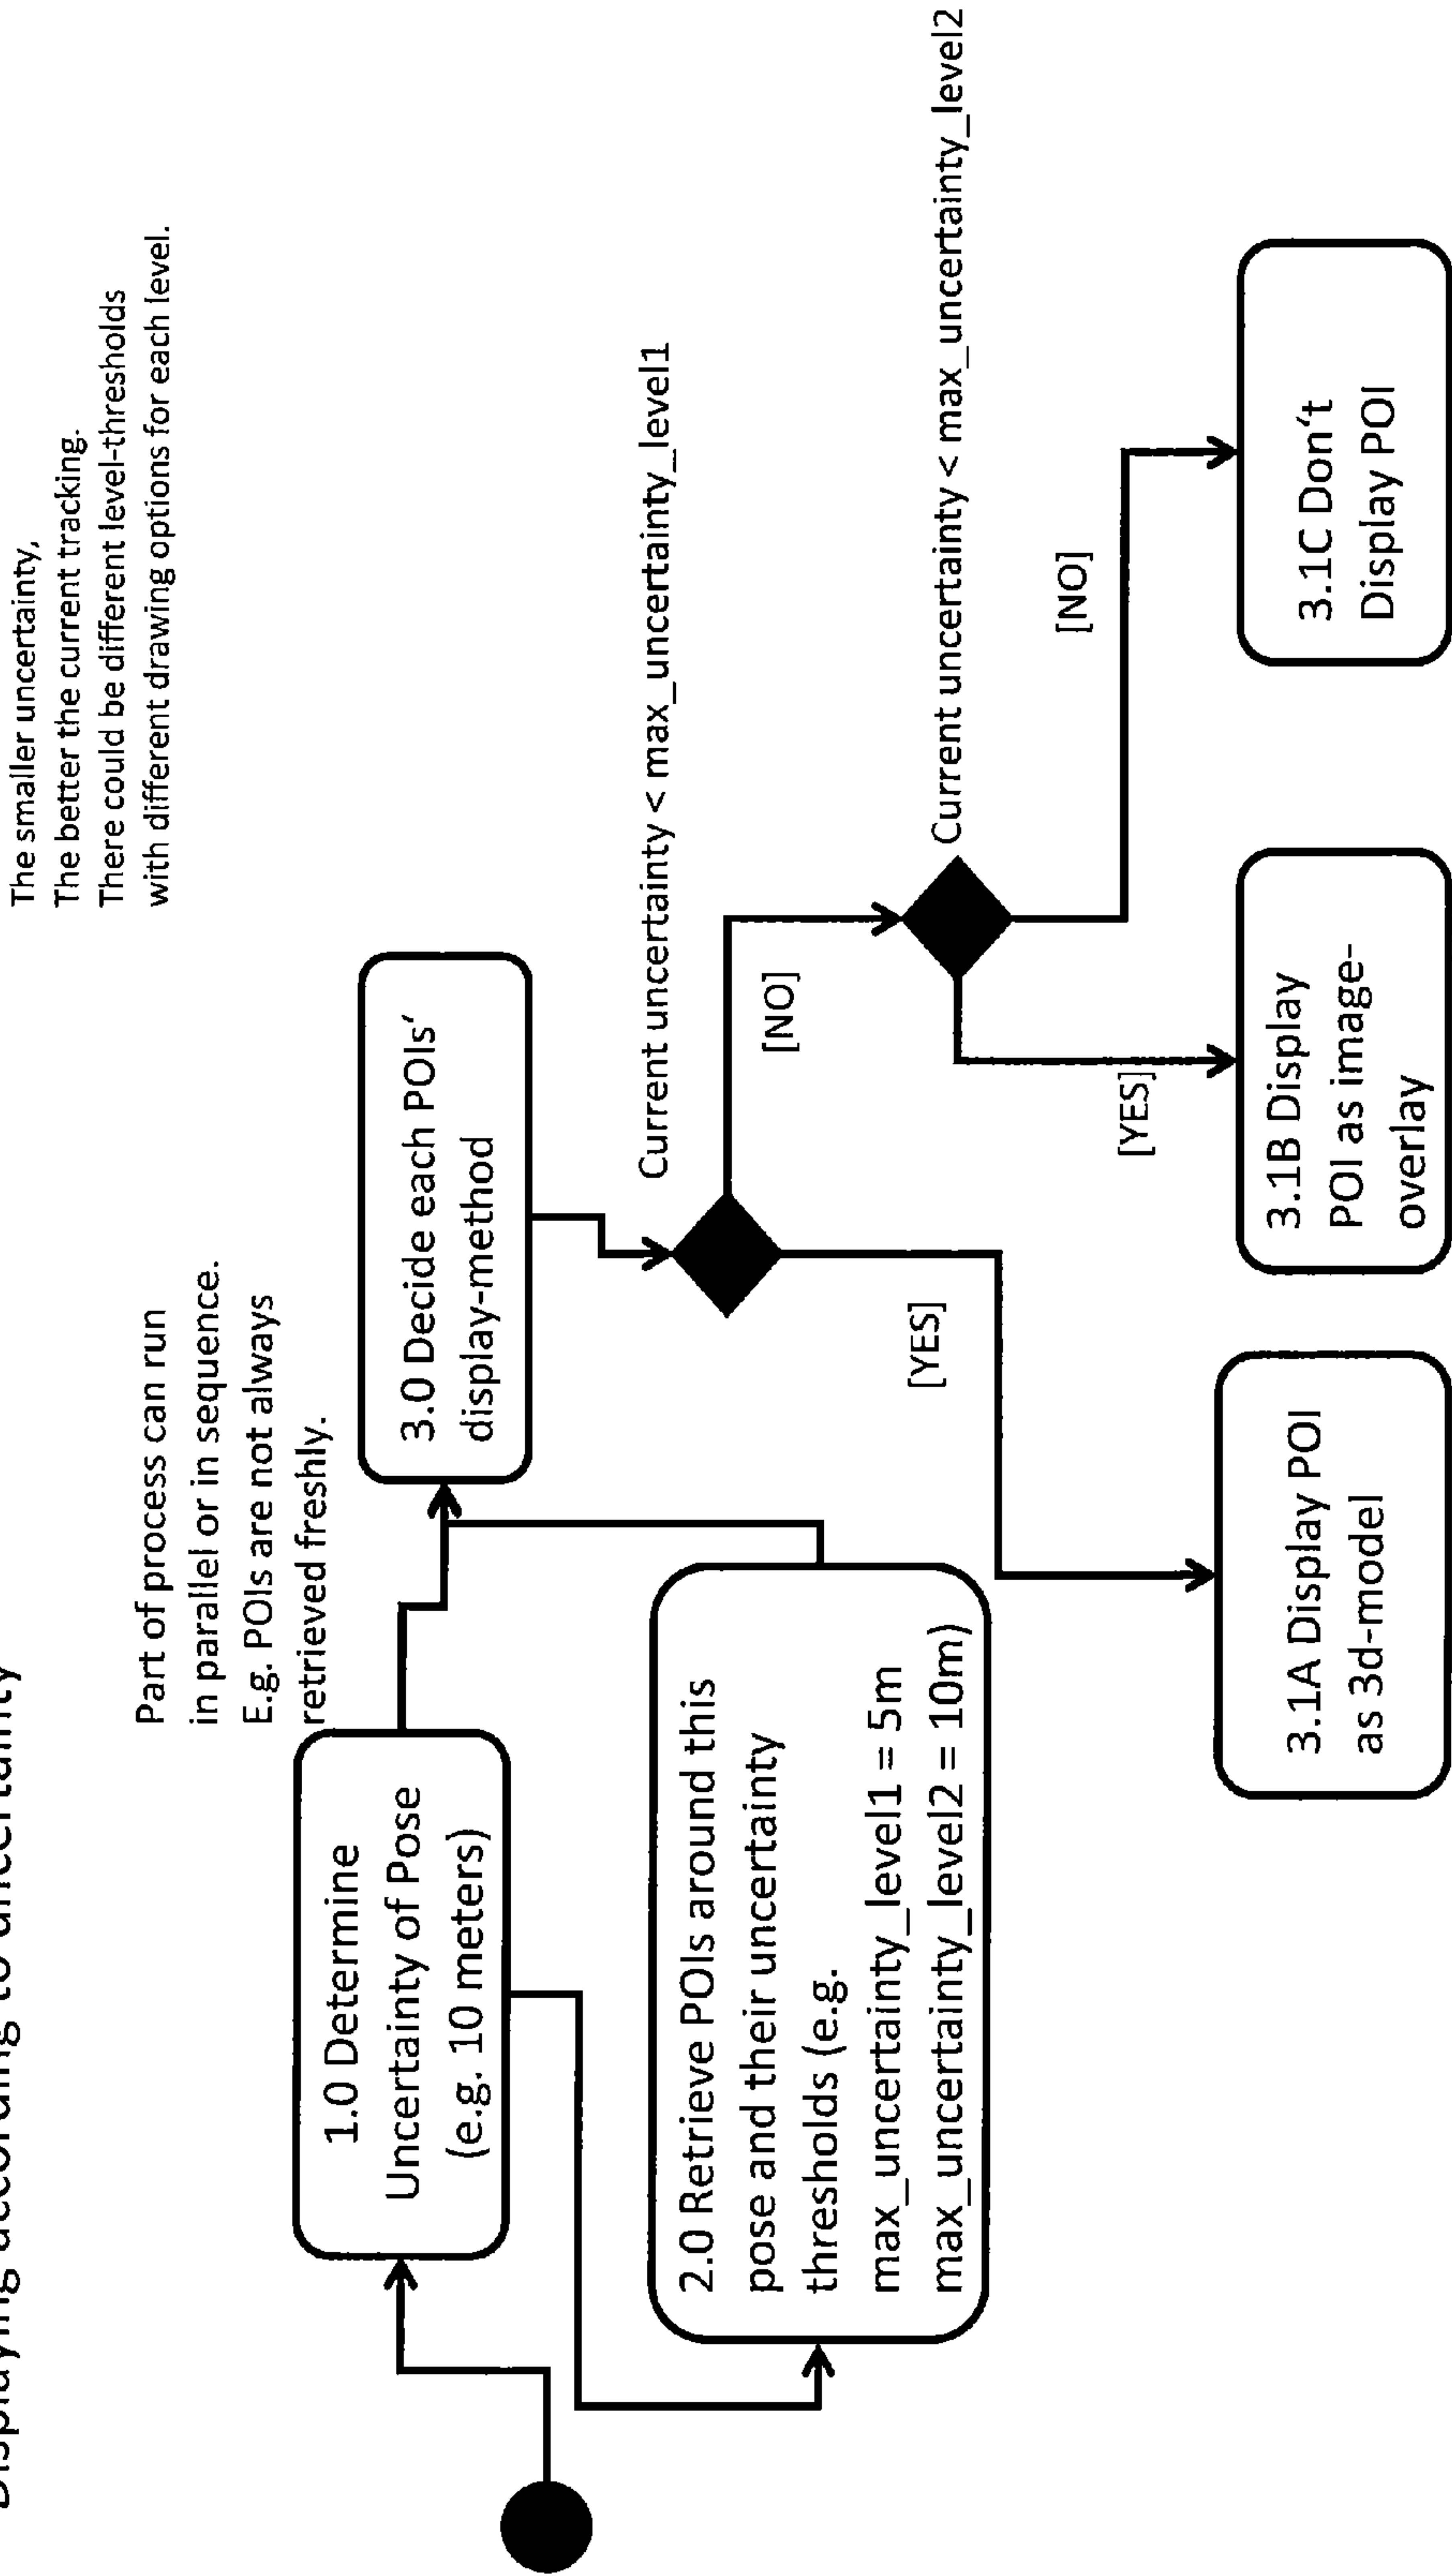 Displaying according to uncertainty
The smaller uncertainty,
The better the current tracking.
There could be different level-thresholds
with different drawing options for each level.
Part of process can run
in parallel or in sequence.
E.g. POIs are not always
retrieved freshly.
1.0 Determine
Uncertainty of Pose
(e.g. 10 meters)
2.0 Retrieve POIs around this
pose and their uncertainty
thresholds (e.g.
max_uncertainty_level1 = 5m
max_uncertainty_level2 = 10m)
3.0 Decide each POIs‘
display-method
Current uncertainty < max_uncertainty_level1
[YES]
[NO]
Current uncertainty < max_uncertainty_level2
[YES]
[NO]
3.1A Display POI
as 3d-model
3.1B Display
POI as image-
overlay
3.1C Don‘t
Display POI